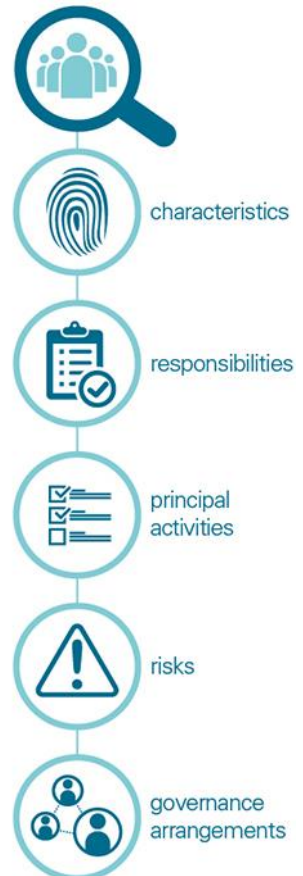 characteristics
responsibilities
principal
activities
risks
governance
arrangements